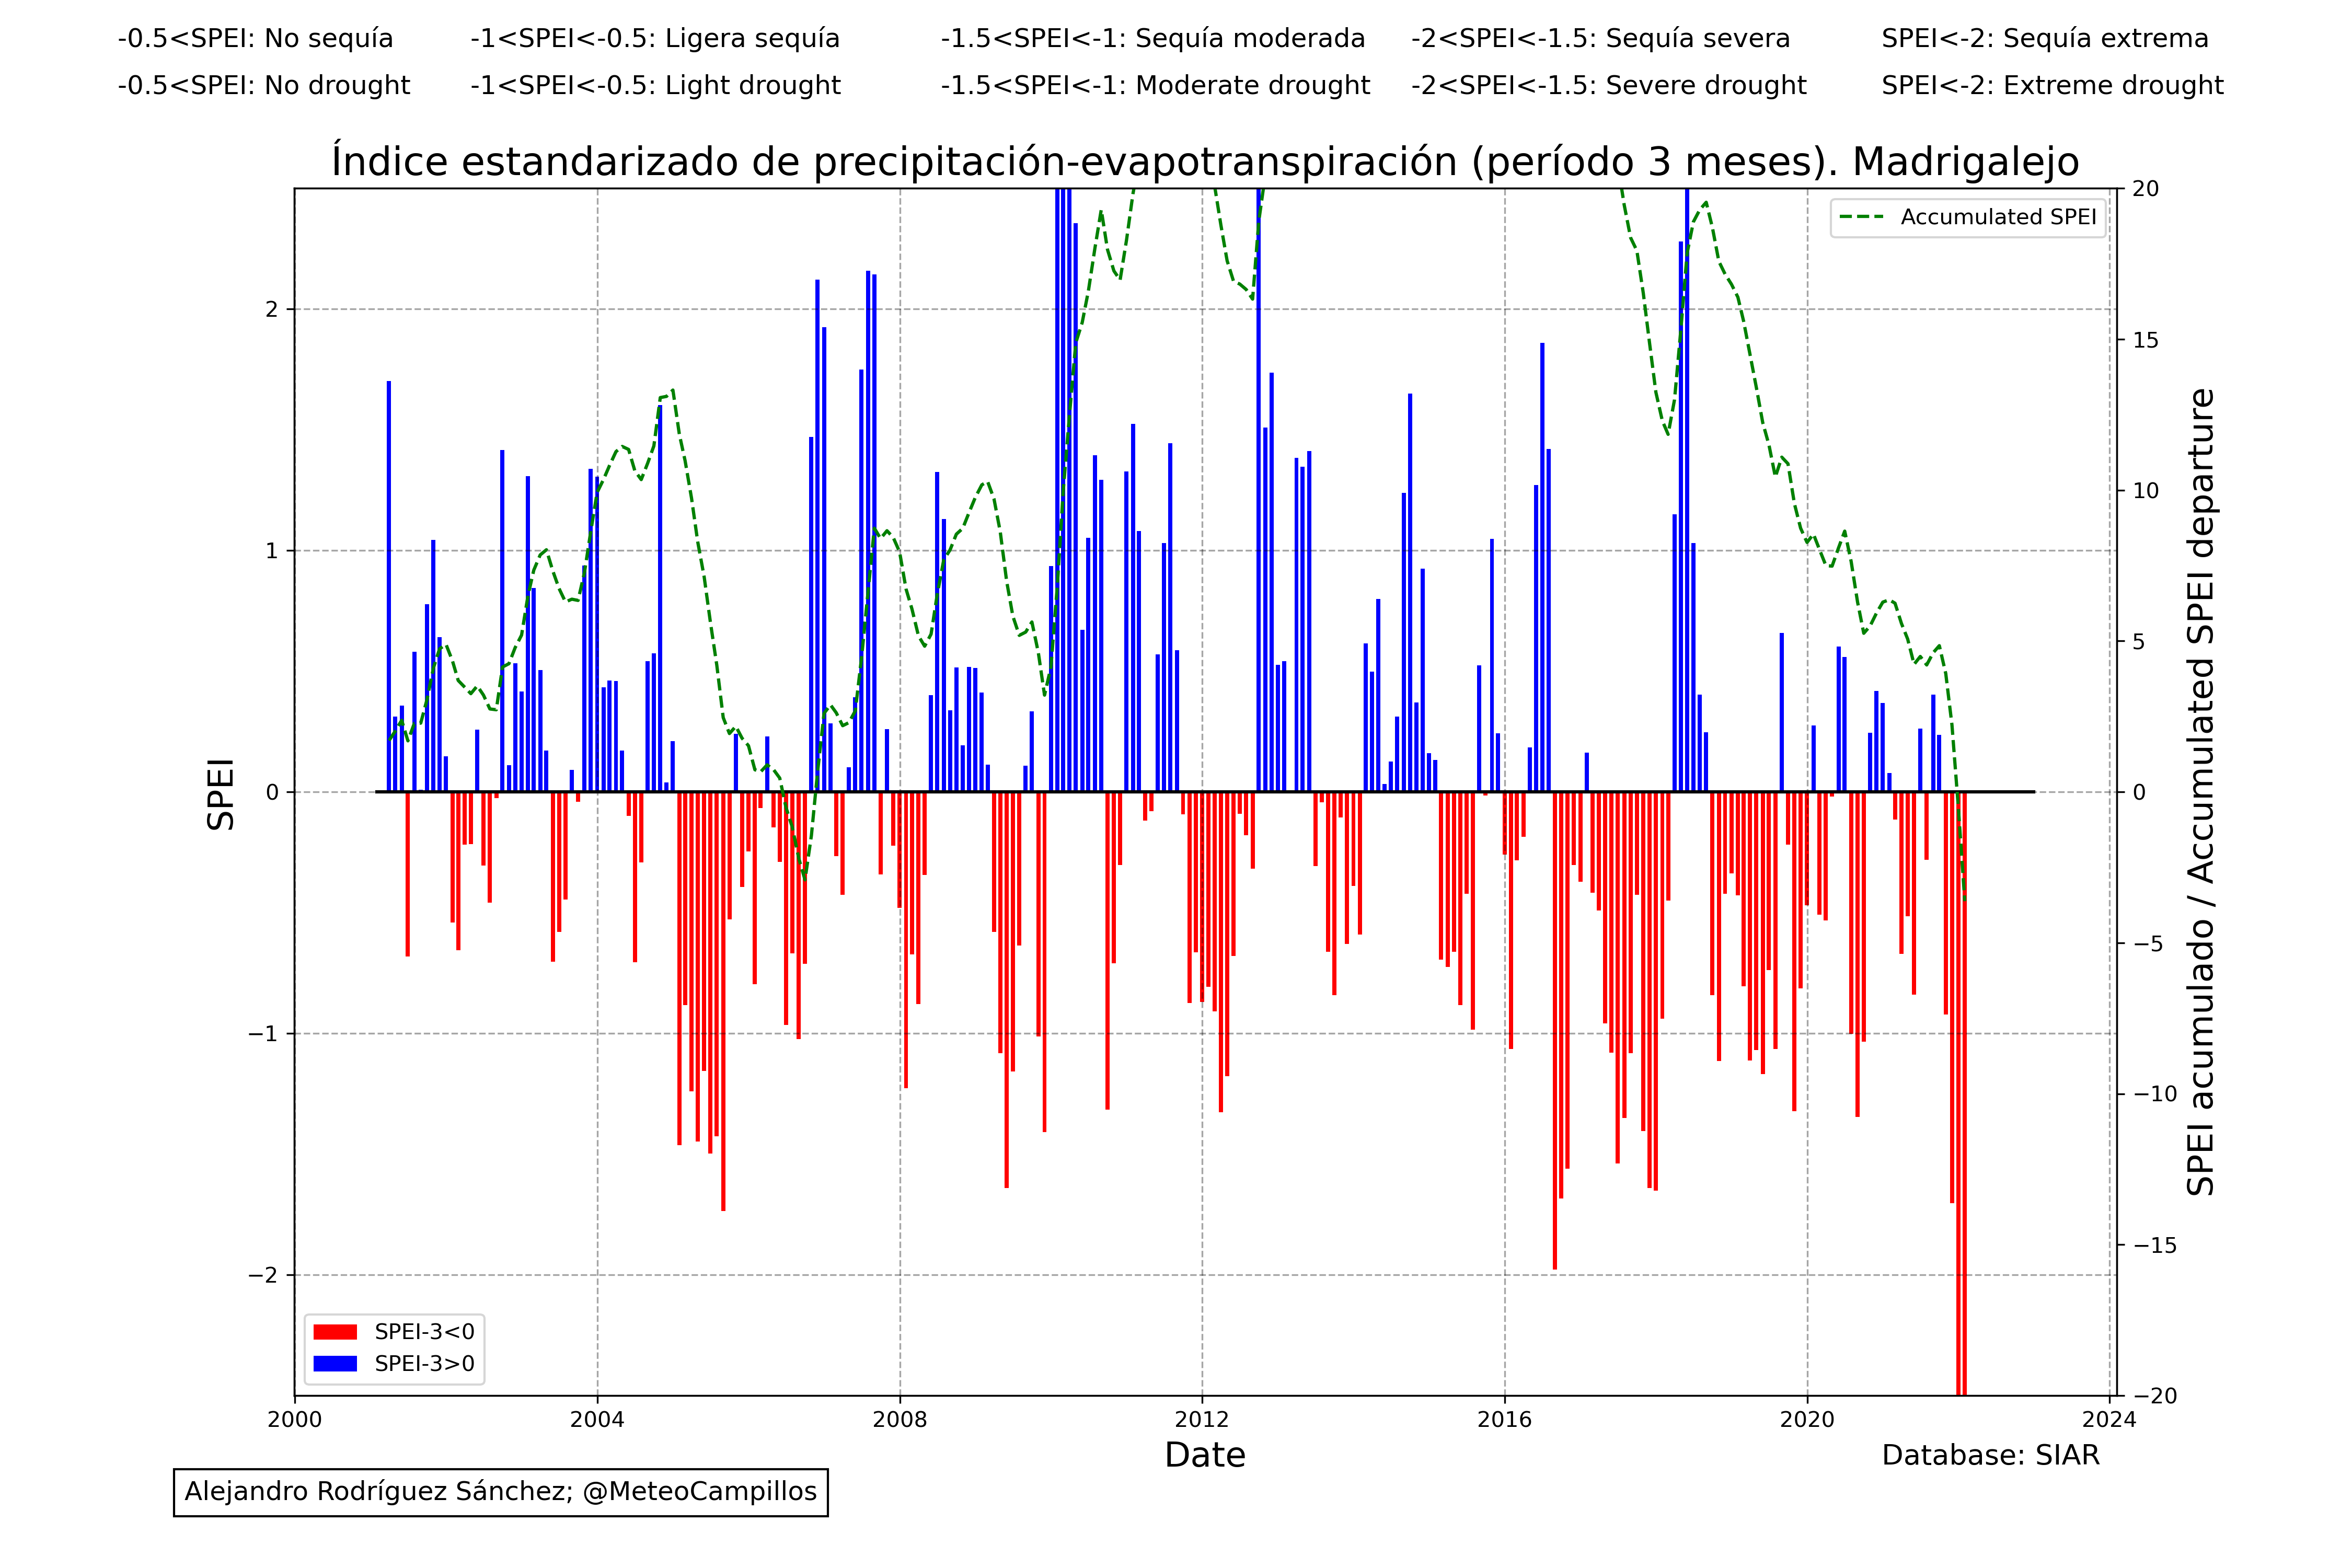 -0.5<SPEI: No sequía -1<SPEI<-0.5: Ligera sequía -1.5<SPEI<-1: Sequía moderada -2<SPEI<-1.5: Sequía severa SPEI<-2: Sequía extrema
-0.5<SPEI: No drought -1<SPEI<-0.5: Light drought -1.5<SPEI<-1: Moderate drought -2<SPEI<-1.5: Severe drought SPEI<-2: Extreme drought
Índice estandarizado de precipitación-evapotranspiración (período 3 meses). Madrigalejo
Accumulated SPEI
2
1
0
−1
−2
SPEI
20
15
10
5
0
−5
−10
−15
−20
SPEI acumulado / Accumulated SPEI departure
SPEI-3<0
SPEI-3>0
2000 2004 2008 2012 2016 2020 2024
Date
Database: SIAR
Alejandro Rodríguez Sánchez; @MeteoCampillos